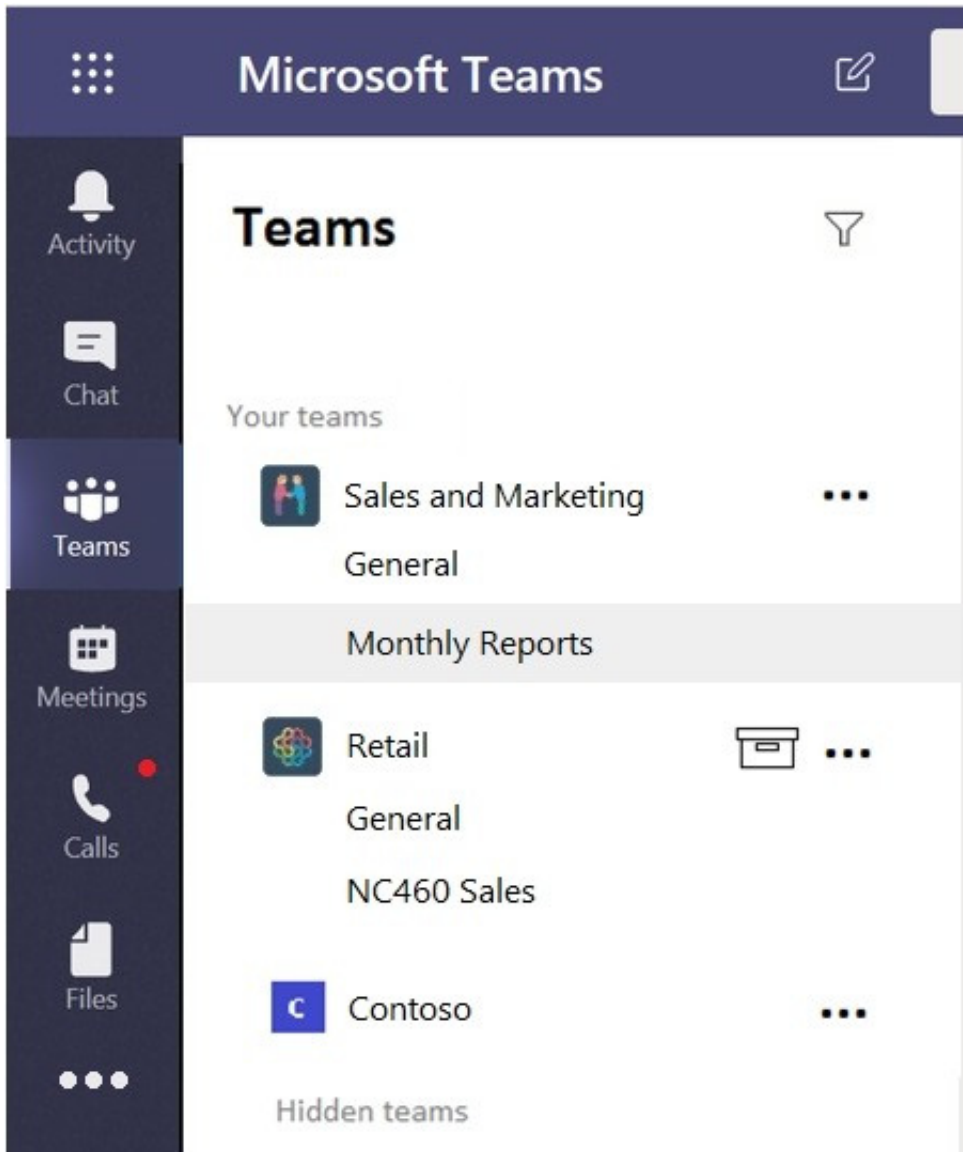 Microsoft Teams
Activity
Chat
Teams
Meetings
Calls
Files
Teams
Your teams
Sales and Marketing
General
Monthly Reports
Retail
General
NC460 Sales
C Contoso
Hidden teams